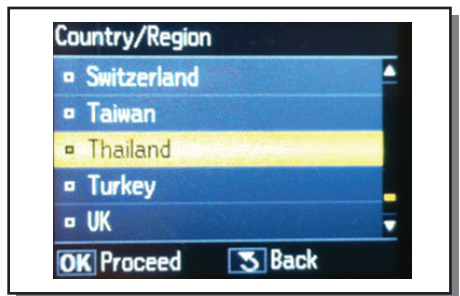 Country/Region
Switzerland
Taiwan
Thailand
Turkey
UK
OK Proceed Back